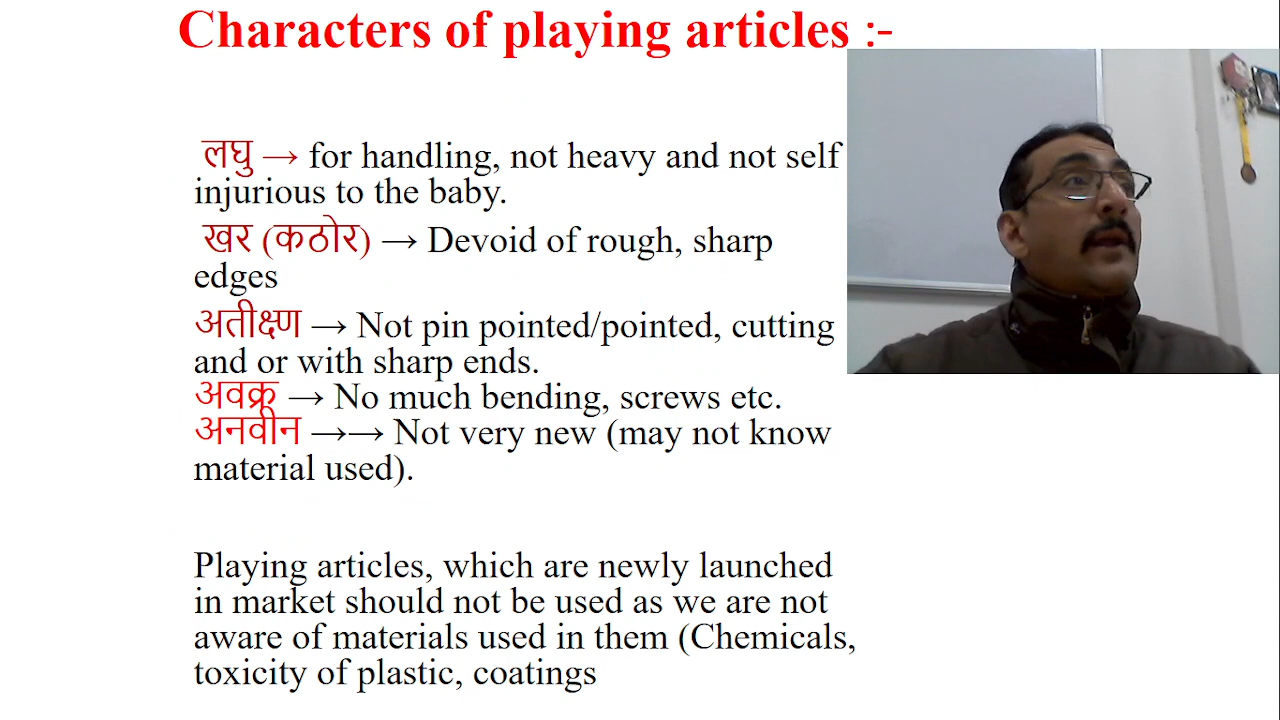 Characters of playing articles :-
लघु → for handling, not heavy and not self
injurious to the baby.
खर (कठोर) → Devoid of rough, sharp
edges
अतीक्ष्ण → Not pin pointed/pointed, cutting
and or with sharp ends.
अवक्र → No much bending, screws etc.
अनवीन →→ Not very new (may not know
material used).
Playing articles, which are newly launched
in market should not be used as we are not
aware of materials used in them (Chemicals,
toxicity of plastic, coatings